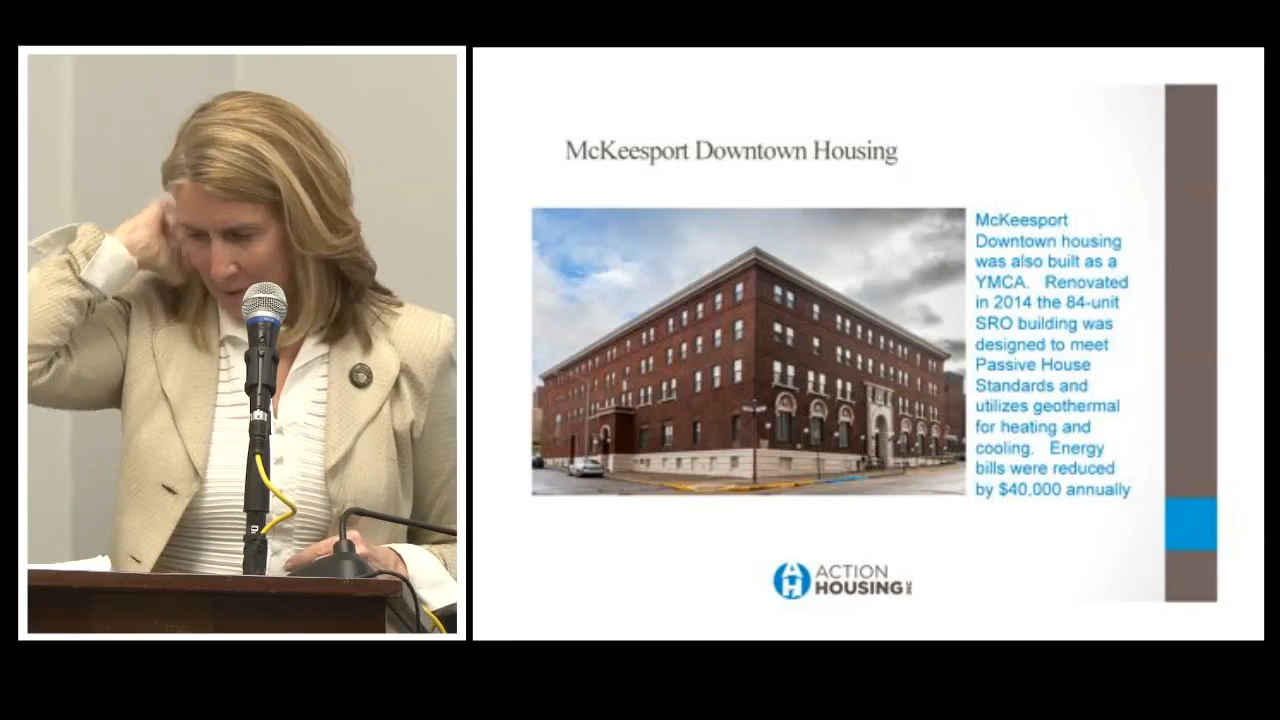 McKeesport Downtown Housing
McKeesport
Downtown housing
was also built as a
YMCA. Renovated
in 2014 the 84-unit
SRO building was
designed to meet
Passive House
Standards and
utilizes geothermal
for heating and
cooling. Energy
bills were reduced
by $40,000 annually
ACTION
HOUSING